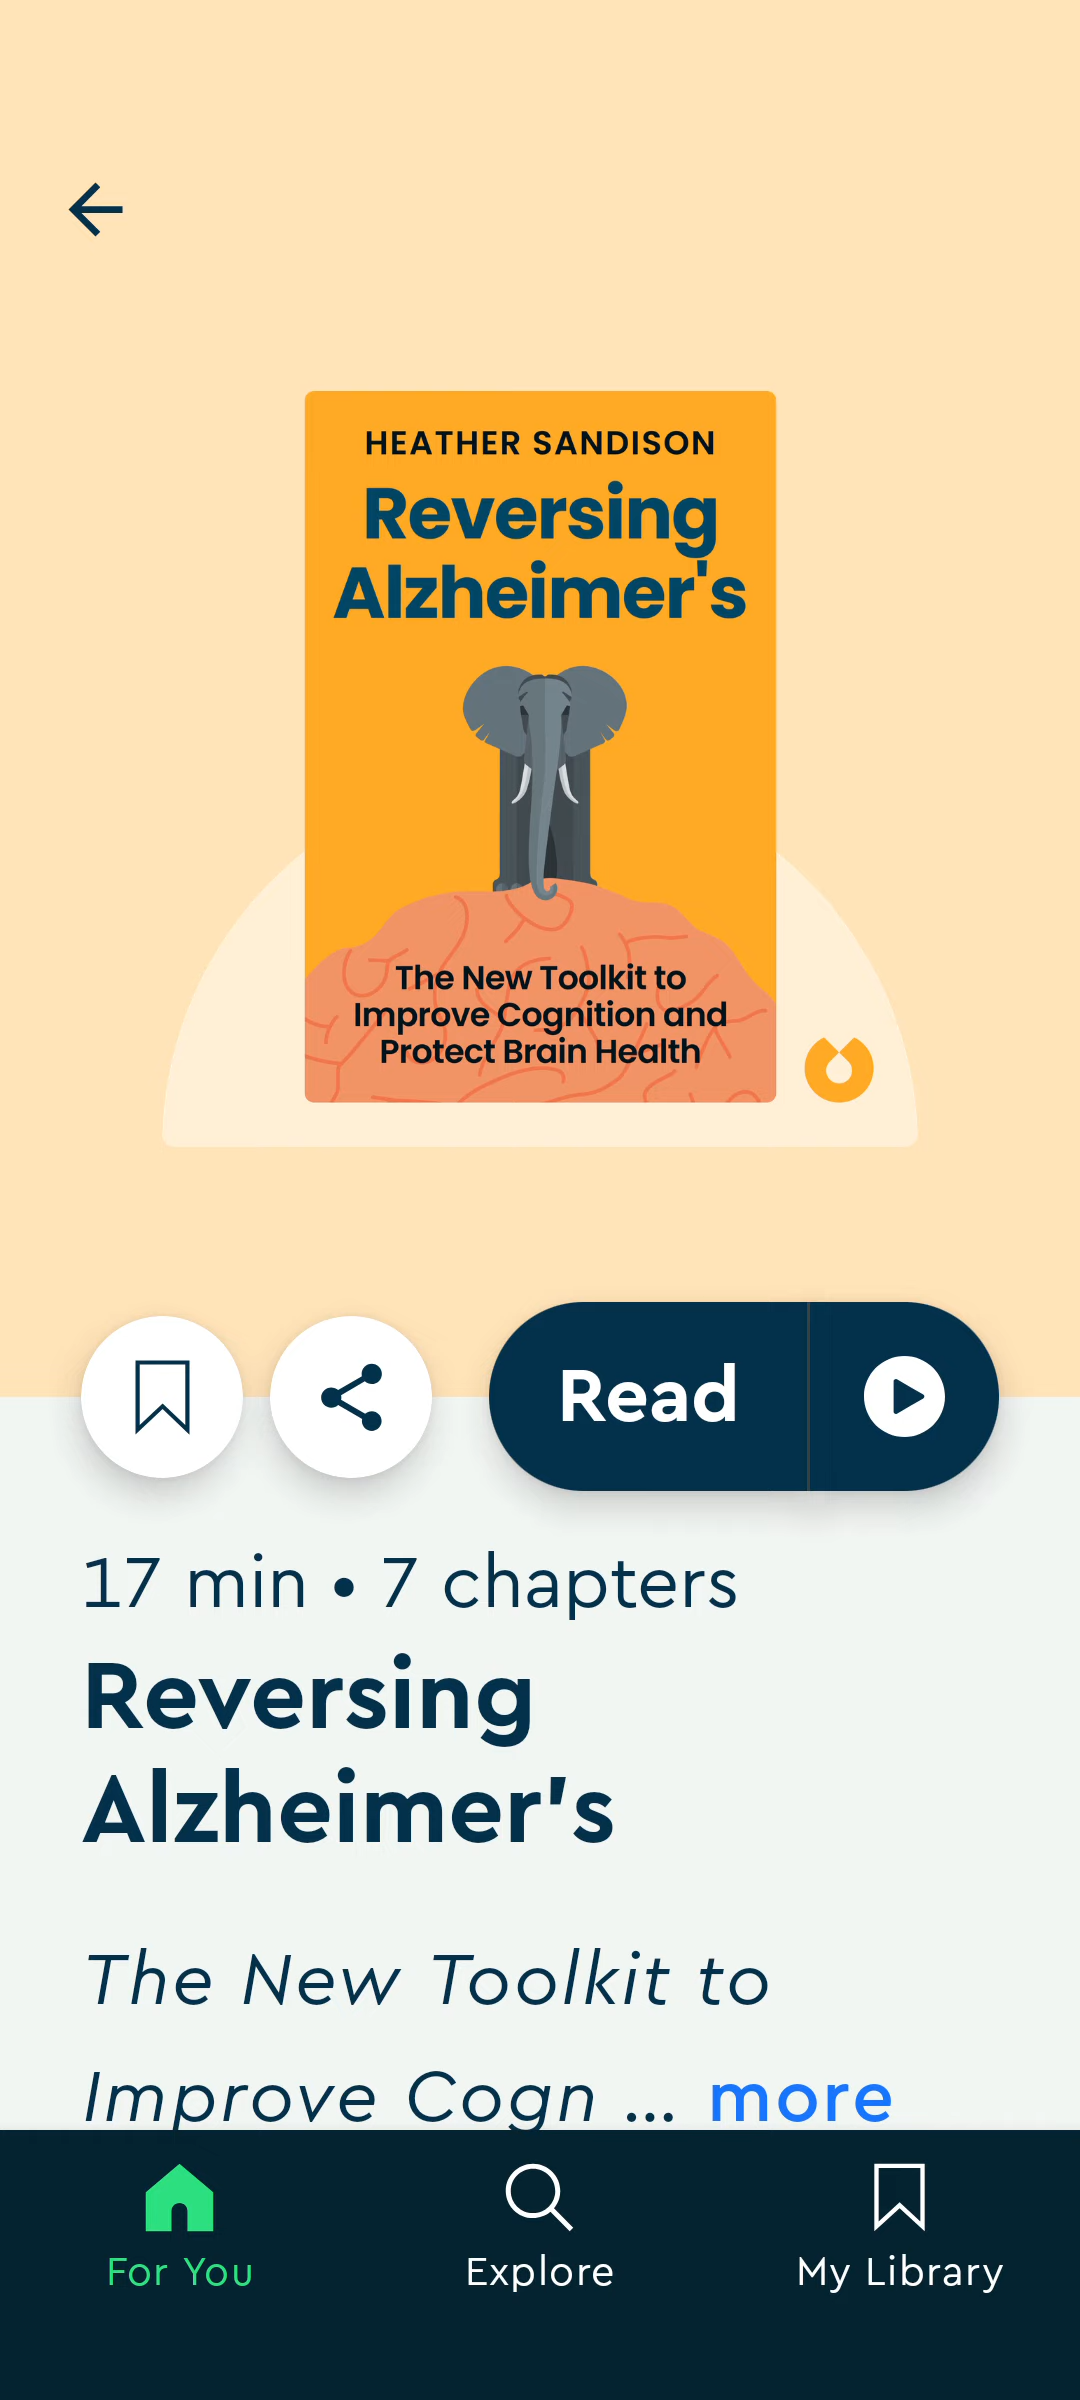 HEATHER SANDISON
Reversing
Alzheimer's
The New Toolkit to
Improve Cognition and
Protect Brain Health
Read
17 min • 7 chapters
Reversing
Alzheimer's
The New Toolkit to
Improve Cogn ... more
For You
Explore
My Library